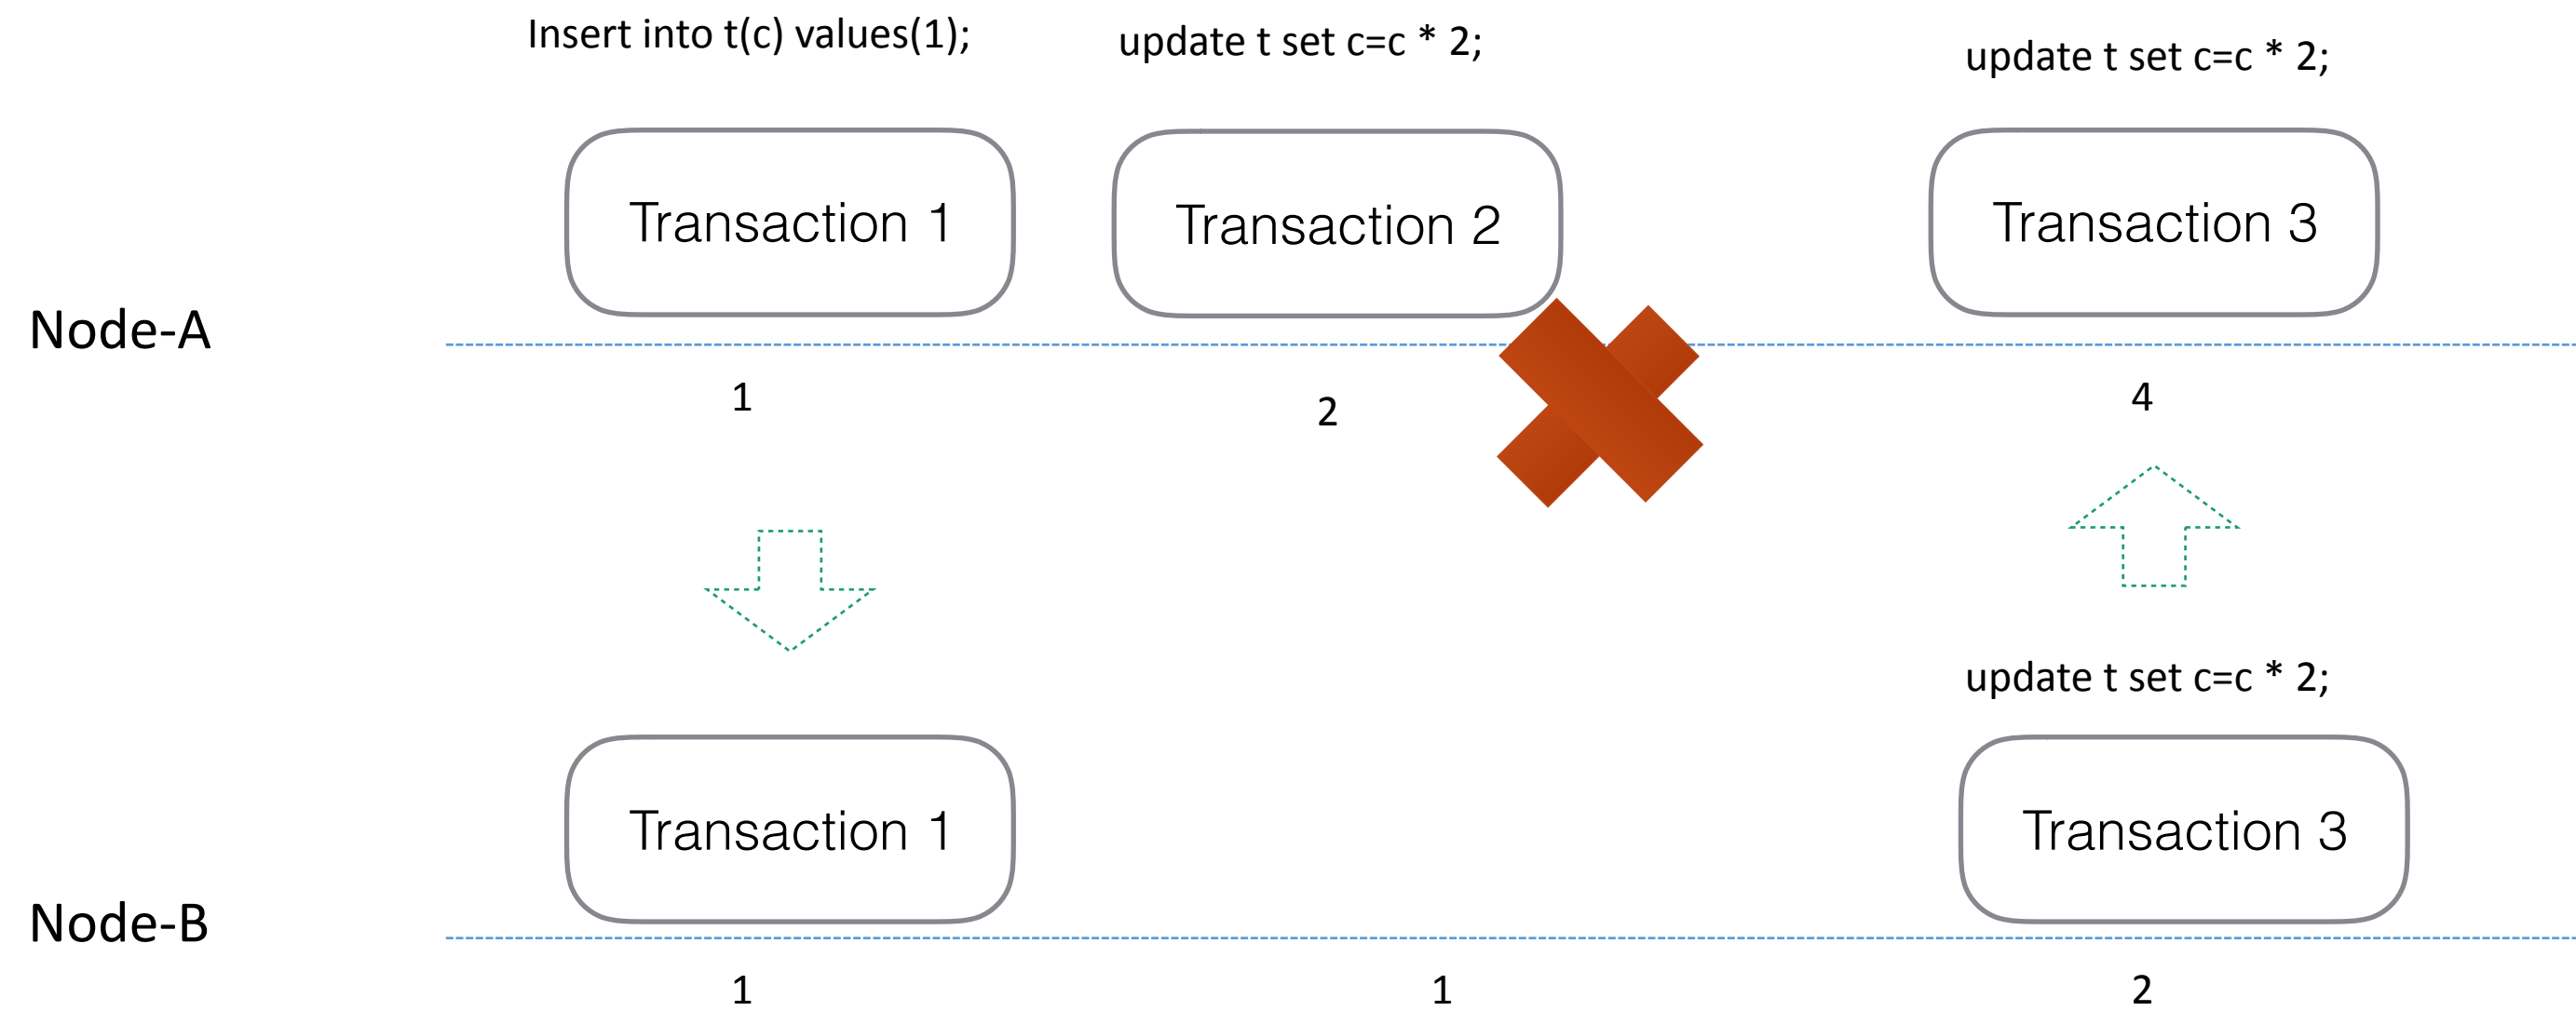 Insert into t(c) values(1);
update t set c=c * 2;
update t set c=c * 2;
Transaction 1
Transaction 2
Transaction 3
Node-A
1
2
4
update t set c=c * 2;
Transaction 1
Transaction 3
Node-B
1
1
2